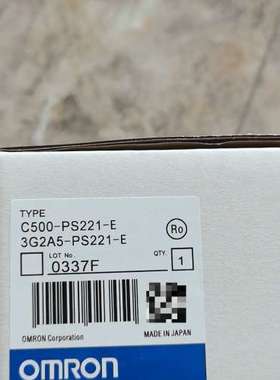 TYPE
C500-PS221-E
Ro
3G2A5-PS221-E
LOT No.
0337F
QTY.
1
OMRON Corporation
MADE IN JAPAN
OMRON